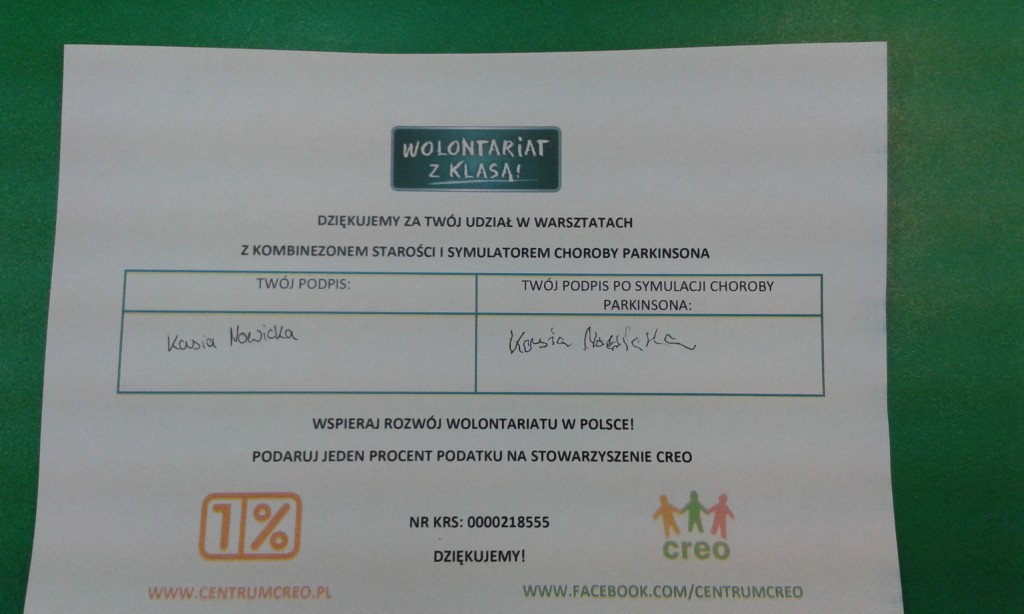 WOLONTARiAT
Z KLASĄ!
DZIĘKUJEMY ZA TWÓJ UDZIAŁ W WARSZTATACH
Z KOMBINEZONEM STAROŚCI I SYMULATOREM CHOROBY PARKINSONA
TWÓJ PODPIS:
TWÓJ PODPIS PO SYMULACJI CHOROBY
PARKINSONA:
Kasia Nowicka
Kasia
WSPIERAJ ROZWÓJ WOLONTARIATU W POLSCE!
PODARUJ JEDEN PROCENT PODATKU NA STOWARZYSZENIE CREO
1%
NR KRS: 0000218555
creo
DZIĘKUJEMY!
WWW.CENTRUMCREO.PL
WWW.FACEBOOK.COM/CENTRUMCREO